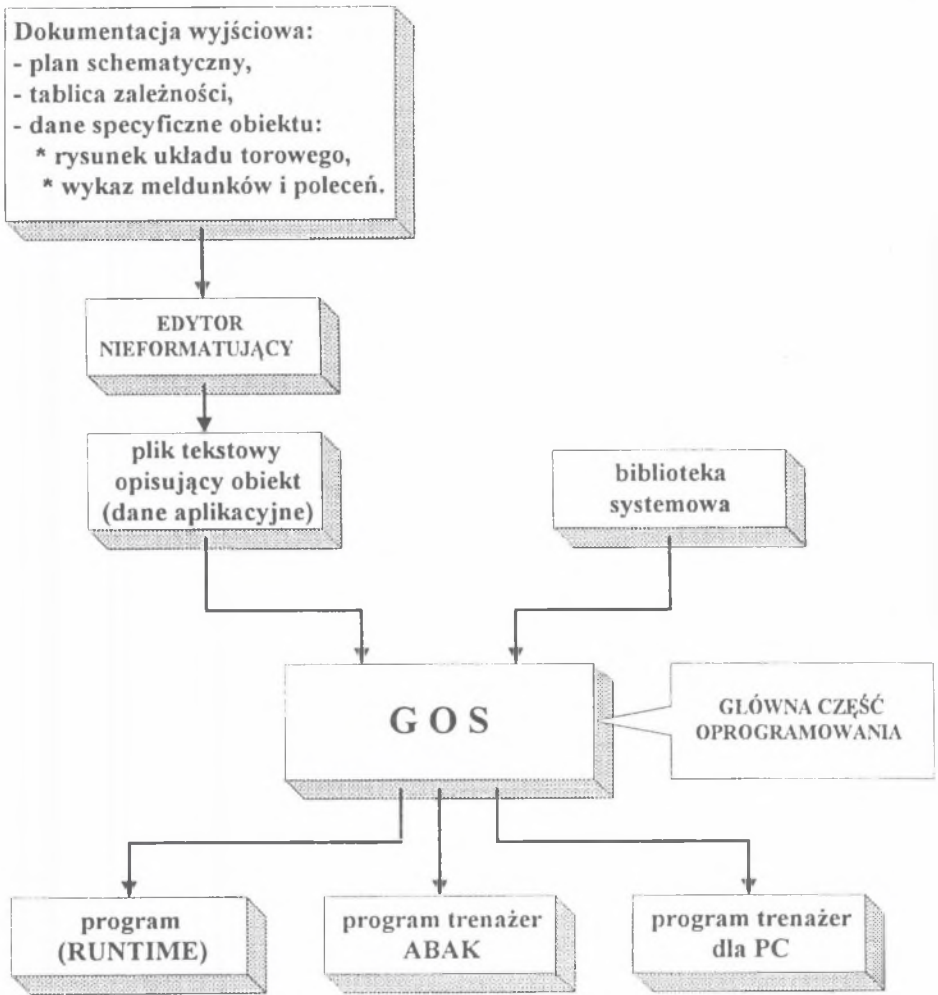 Dokumentacja wyjściowa:
- plan schematyczny,
- tablica zależności,
- dane specyficzne obiektu:
* rysunek układu torowego,
* wykaz meldunków i poleceń.
EDYTOR
NIEFORMATUJĄCY
plik tekstowy
opisujący obiekt
(dane aplikacyjne)
biblioteka
systemowa
G O S
GŁÓWNA CZĘŚĆ
OPROGRAMOWANIA
program
(RUNTIME)
program trenażer
ABAK
program trenażer
dla PC